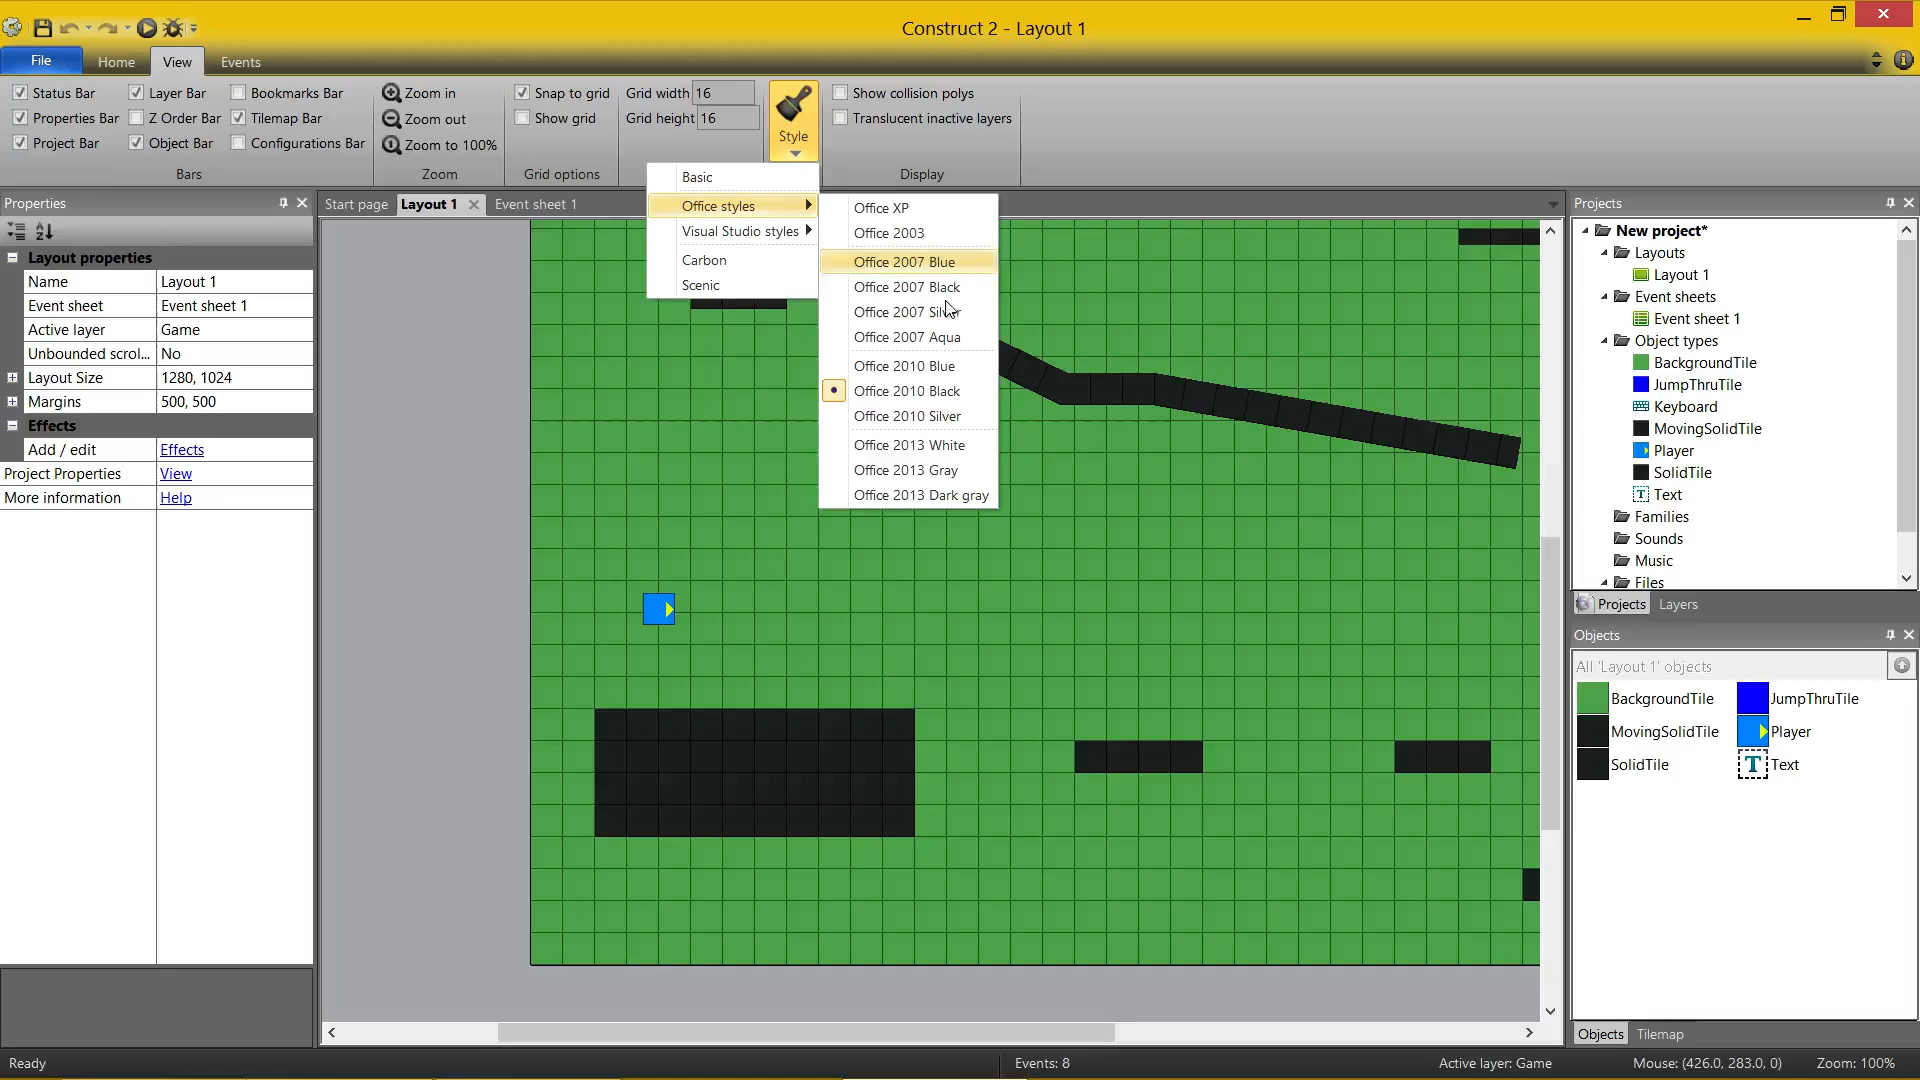 Construct 2 - Layout 1
File Home View Events
Status Bar Layer Bar Bookmarks Bar Zoom in Snap to grid Grid width 16 Show collision polys
Properties Bar Z Order Bar Tilemap Bar Zoom out Show grid Grid height 16 Style Translucent inactive layers
Project Bar Object Bar Configurations Bar Zoom to 100%
Bars Zoom Grid options Display
Basic
Office styles
Visual Studio styles
Carbon
Scenic
Office XP
Office 2003
Office 2007 Blue
Office 2007 Black
Office 2007 Silver
Office 2007 Aqua
Office 2010 Blue
Office 2010 Black
Office 2010 Silver
Office 2013 White
Office 2013 Gray
Office 2013 Dark gray
Properties
Layout properties
Name Layout 1
Event sheet Event sheet 1
Active layer Game
Unbounded scrol... No
Layout Size 1280, 1024
Margins 500, 500
Effects
Add / edit Effects
Project Properties View
More information Help
Start page Layout 1 Event sheet 1
Projects
New project*
Layouts
Layout 1
Event sheets
Event sheet 1
Object types
BackgroundTile
JumpThruTile
Keyboard
MovingSolidTile
Player
SolidTile
Text
Families
Sounds
Music
Files
Projects Layers
Objects
All 'Layout 1' objects
BackgroundTile JumpThruTile
MovingSolidTile Player
SolidTile Text
Objects Tilemap
Ready Events: 8 Active layer: Game Mouse: (426.0, 283.0, 0) Zoom: 100%